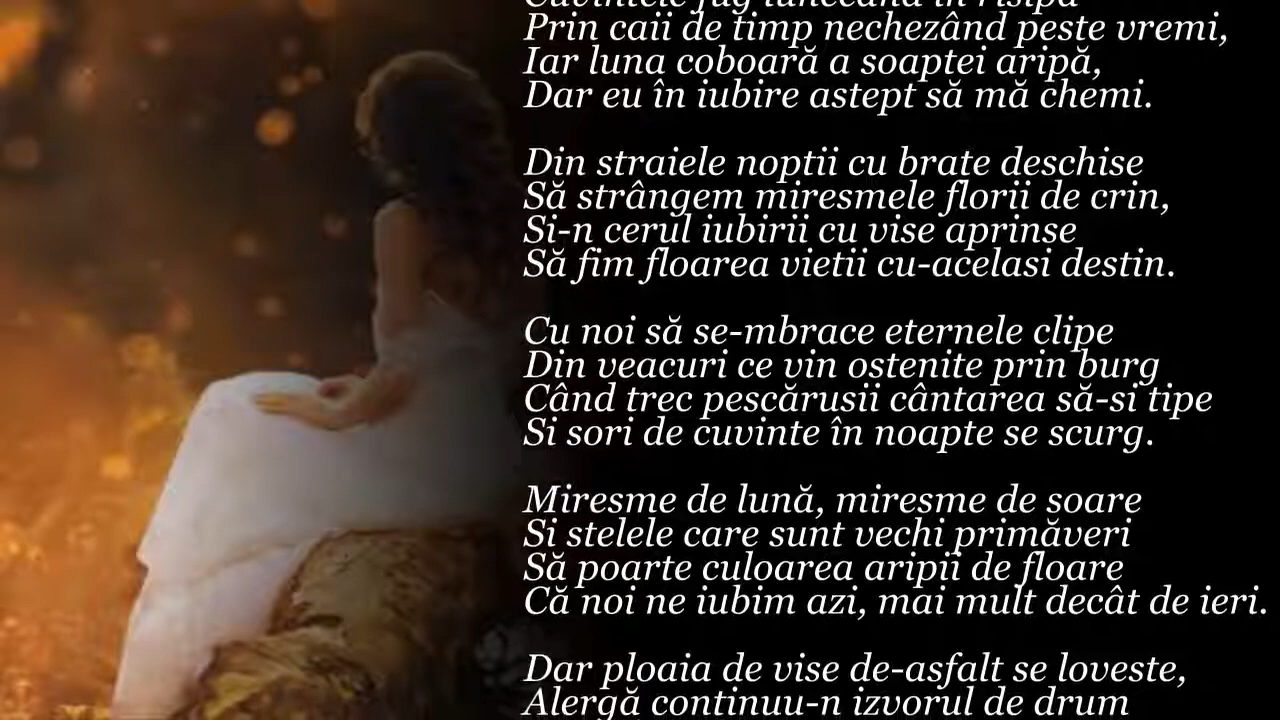 Cuvintele fug lunecând în risipă
Prin caii de timp nechezând peste vremi,
Iar luna coboară a soaptei aripă,
Dar eu în iubire astept să mă chemi.
Din straiele noptii cu brate deschise
Să strângem miresmele florii de crin,
Si-n cerul iubirii cu vise aprinse
Să fim floarea vietii cu-acelasi destin.
Cu noi să se-mbrace eternele clipe
Din veacuri ce vin ostenite prin burg
Când trec pescărusii cântarea să-si tipe
Si sori de cuvinte în noapte se scurg.
Miresme de lună, miresme de soare
Si stelele care sunt vechi primăveri
Să poarte culoarea aripii de floare
Că noi ne iubim azi, mai mult decât de ieri.
Dar ploaia de vise de-asfalt se loveste,
Alergă continuu-n izvorul de drum